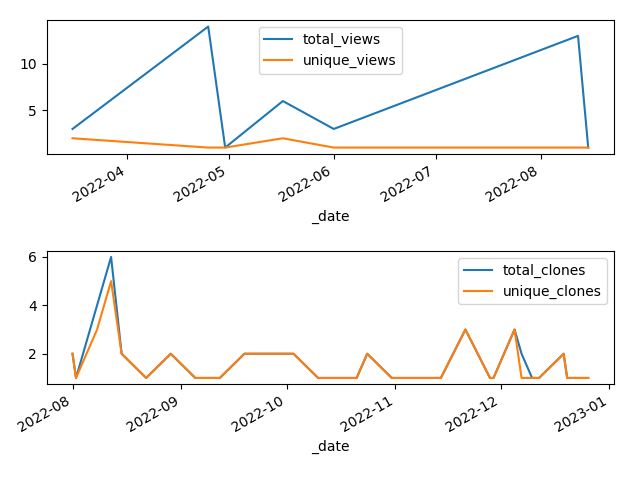 total_views
unique_views
10
5
2022-04
2022-05
2022-06
2022-07
2022-08
_date
total_clones
unique_clones
6
4
2
2022-08
2022-09
2022-10
2022-11
2022-12
2023-01
_date